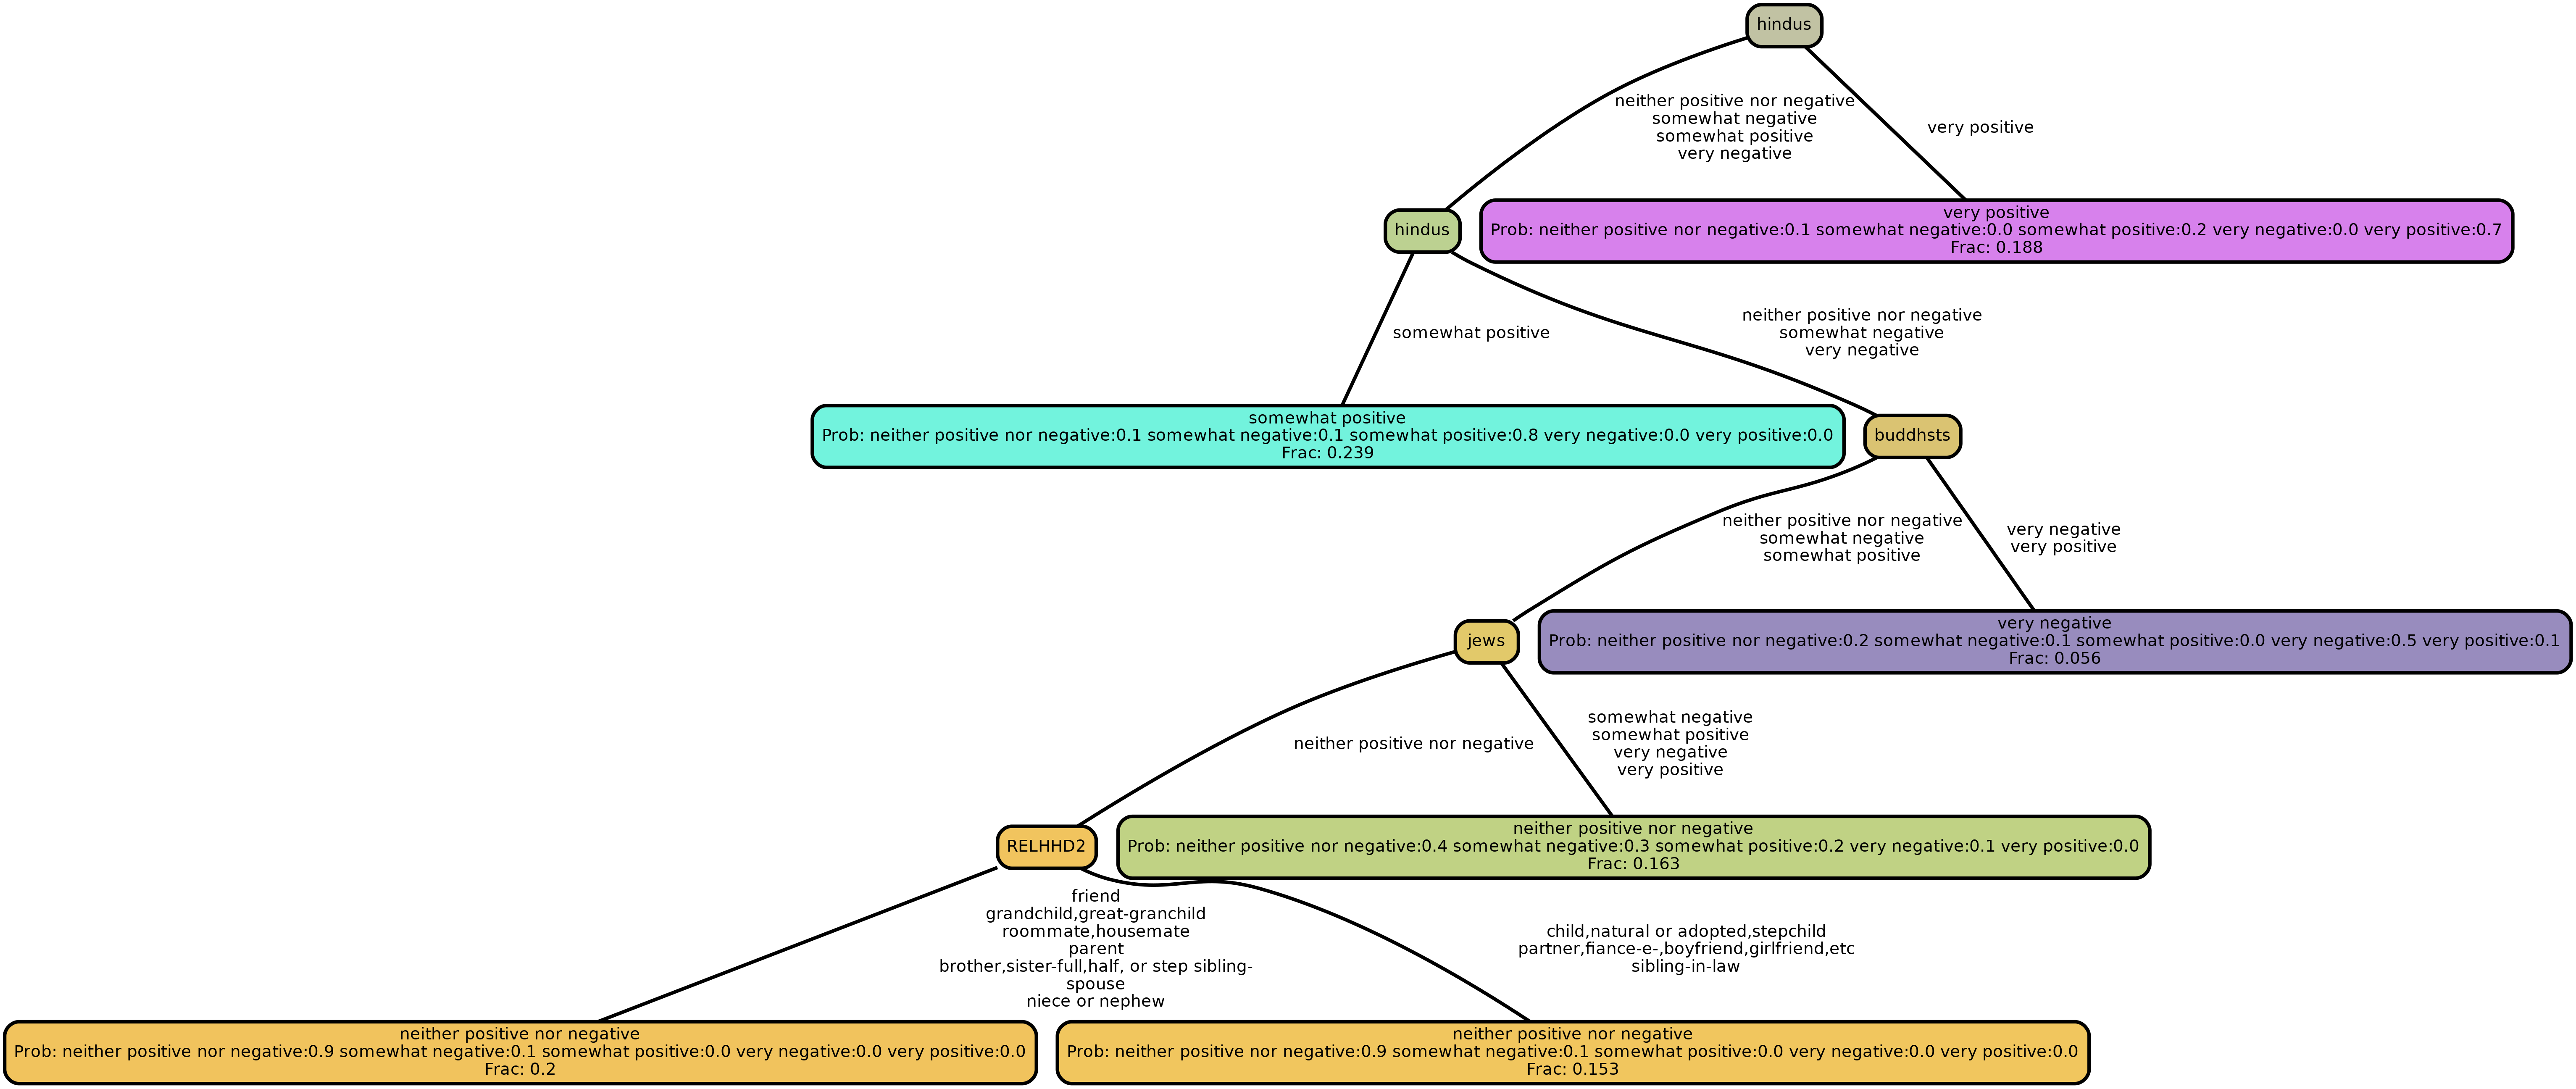 hindus
neither positive nor negative
somewhat negative
somewhat positive
very negative
very positive
hindus
very positive
Prob: neither positive nor negative:0.1 somewhat negative:0.0 somewhat positive:0.2 very negative:0.0 very positive:0.7
Frac: 0.188
somewhat positive
neither positive nor negative
somewhat negative
very negative
somewhat positive
Prob: neither positive nor negative:0.1 somewhat negative:0.1 somewhat positive:0.8 very negative:0.0 very positive:0.0
Frac: 0.239
buddhsts
neither positive nor negative
somewhat negative
somewhat positive
very negative
very positive
jews
very negative
Prob: neither positive nor negative:0.2 somewhat negative:0.1 somewhat positive:0.0 very negative:0.5 very positive:0.1
Frac: 0.056
neither positive nor negative
somewhat negative
somewhat positive
very negative
very positive
RELHHD2
neither positive nor negative
Prob: neither positive nor negative:0.4 somewhat negative:0.3 somewhat positive:0.2 very negative:0.1 very positive:0.0
Frac: 0.163
friend
grandchild,great-granchild
roommate,housemate
parent
brother,sister-full,half, or step sibling-
spouse
niece or nephew
child,natural or adopted,stepchild
partner,fiance-e-,boyfriend,girlfriend,etc
sibling-in-law
neither positive nor negative
Prob: neither positive nor negative:0.9 somewhat negative:0.1 somewhat positive:0.0 very negative:0.0 very positive:0.0
Frac: 0.2
neither positive nor negative
Prob: neither positive nor negative:0.9 somewhat negative:0.1 somewhat positive:0.0 very negative:0.0 very positive:0.0
Frac: 0.153